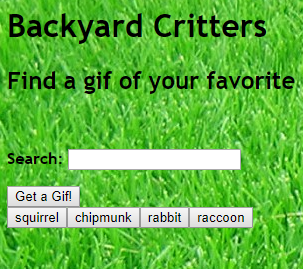 Backyard Critters
Find a gif of your favorite
Search:
Get a Gif!
squirrel chipmunk rabbit raccoon